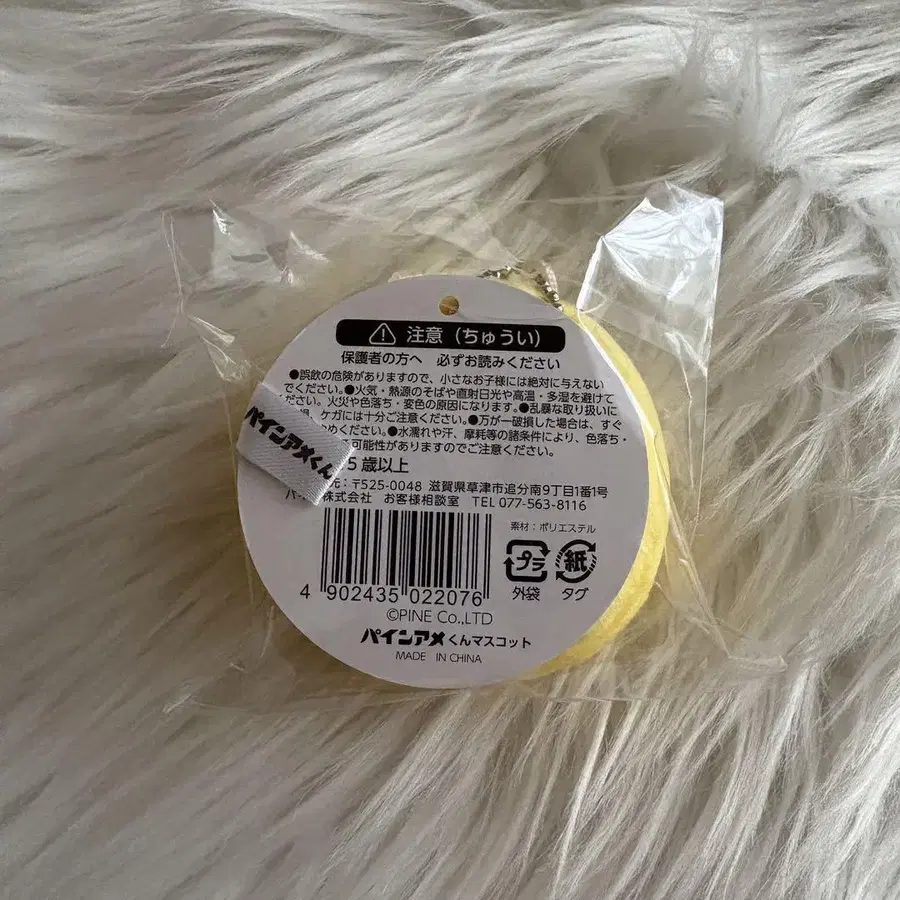 注意（ちゅうい）
保護者の方へ 必ずお読みください
●誤飲の危険がありますので、小さなお子様には絶対に与えない
でください。●火気・熱源のそばや直射日光や高温・多湿を避けて
ください。火災や色落ち・変色の原因になります。●乱暴な取り扱いに
ケガには十分ご注意ください。●万が一破損した場合は、すぐ
めください。●水濡れや汗、摩耗等の諸条件により、色落ち・
可能性がありますのでご注意ください。
パインアメくん
5歳以上
〒525-0048 滋賀県草津市追分南9丁目1番1号
株式会社 お客様相談室 TEL 077-563-8116
素材：ポリエステル
プラ
紙
外袋 タグ
4 902435 022076
©PINE Co.,LTD
パインアメくんマスコット
MADE IN CHINA